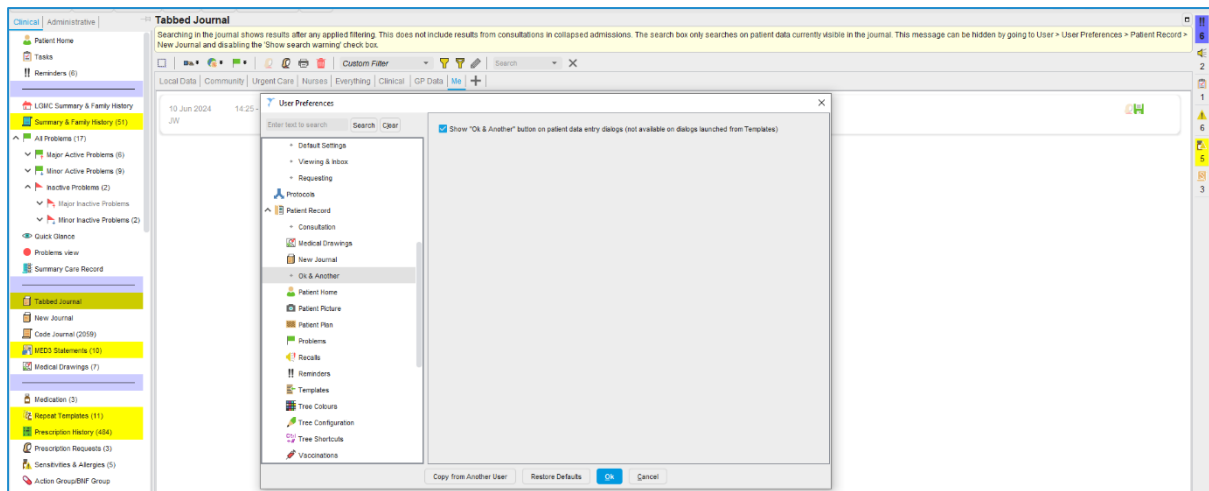 Clinical
Administrative
Patient Home
Tasks
Reminders (6)
LGMC Summary & Family History
Summary & Family History (51)
All Problems (17)
Major Active Problems (6)
Minor Active Problems (9)
Inactive Problems (2)
Major Inactive Problems
Minor Inactive Problems (2)
Quick Glance
Problems view
Summary Care Record
Tabbed Journal
New Journal
Code Journal (2059)
MED3 Statements (10)
Medical Drawings (7)
Medication (3)
Repeat Templates (11)
Prescription History (484)
Prescription Requests (3)
Sensitivities & Allergies (5)
Action Group/BNF Group
Tabbed Journal
Searching in the journal shows results after any applied filtering. This does not include results from consultations in collapsed admissions. The search box only searches on patient data currently visible in the journal. This message can be hidden by going to User > User Preferences > Patient Record >
New Journal and disabling the 'Show search warning' check box.
Custom Filter
Search
Local Data
Community
Urgent Care
Nurses
Everything
Clinical
GP Data
Me
10 Jun 2024 14:25 -
JW
User Preferences
Enter text to search
Search
Clear
Default Settings
Viewing & Inbox
Requesting
Protocols
Patient Record
Consultation
Medical Drawings
New Journal
Ok & Another
Patient Home
Patient Picture
Patient Plan
Problems
Recalls
Reminders
Templates
Tree Colours
Tree Configuration
Tree Shortcuts
Vaccinations
Show "Ok & Another" button on patient data entry dialogs (not available on dialogs launched from Templates)
Copy from Another User
Restore Defaults
Ok
Cancel
6
2
1
6
5
3